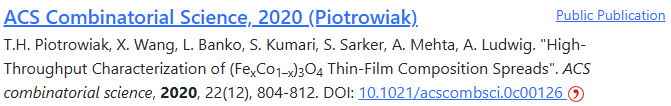 ACS Combinatorial Science, 2020 (Piotrowiak) Public Publication
T.H. Piotrowiak, X. Wang, L. Banko, S. Kumari, S. Sarker, A. Mehta, A. Ludwig. "High-
Throughput Characterization of (FeₓCo₁₋ₓ)₃O₄ Thin-Film Composition Spreads". ACS
combinatorial science, 2020, 22(12), 804-812. DOI: 10.1021/acscombsci.0c00126